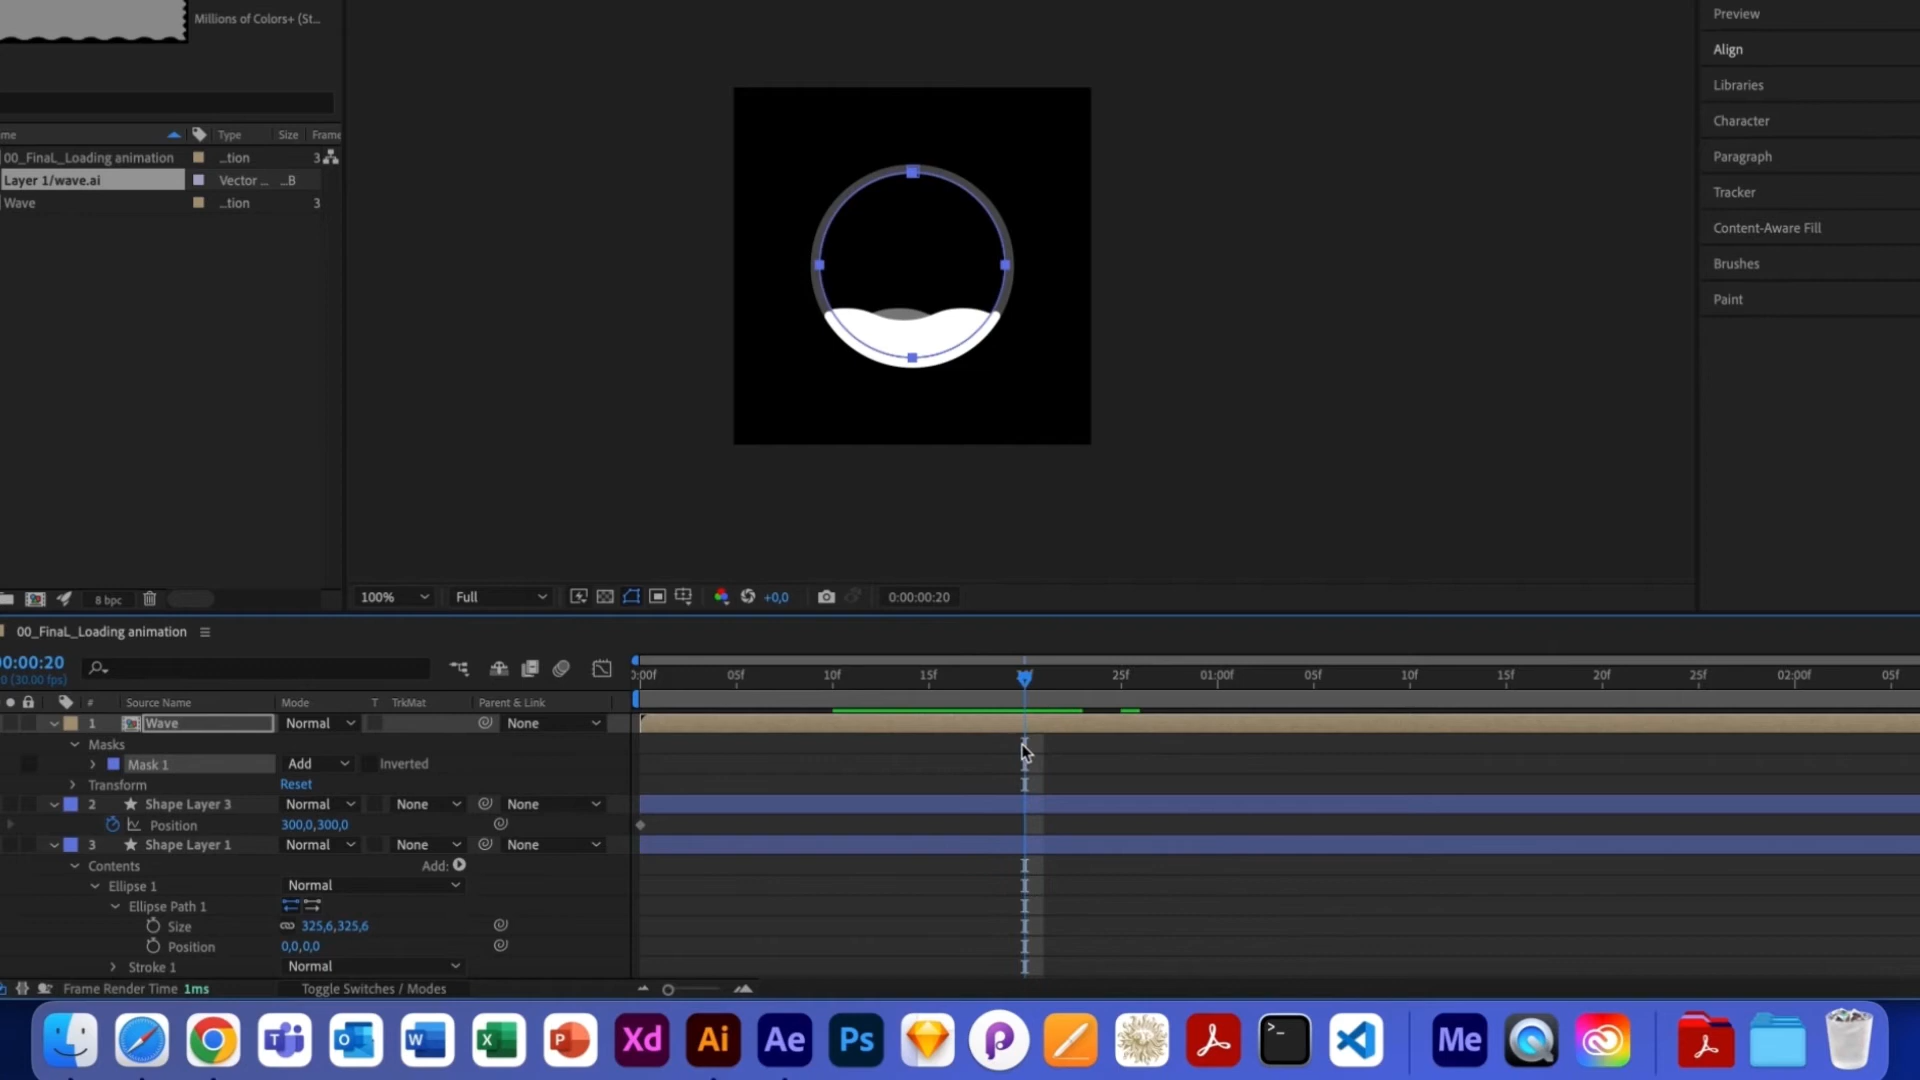 Millions of Colors+ (St...
Preview
Align
Libraries
Character
Paragraph
Tracker
Content-Aware Fill
Brushes
Paint
me Type Size Frame
00_FinaL_Loading animation ...tion 3
Layer 1/wave.ai Vector ... ...B
Wave ...tion 3
8 bpc
100% Full +0,0 0:00:00:20
00_FinaL_Loading animation
00:00:20
0 (30.00 fps)
0:00f 05f 10f 15f 25f 01:00f 05f 10f 15f 20f 25f 02:00f 05f
# Source Name Mode T TrkMat Parent & Link
1 Wave Normal None
Masks
Mask 1 Add Inverted
Transform Reset
2 Shape Layer 3 Normal None None
Position 300,0,300,0
3 Shape Layer 1 Normal None None
Contents Add:
Ellipse 1 Normal
Ellipse Path 1
Size 325,6,325,6
Position 0,0,0,0
Stroke 1 Normal
Frame Render Time 1ms Toggle Switches / Modes
Xd Ai Ae Ps Me